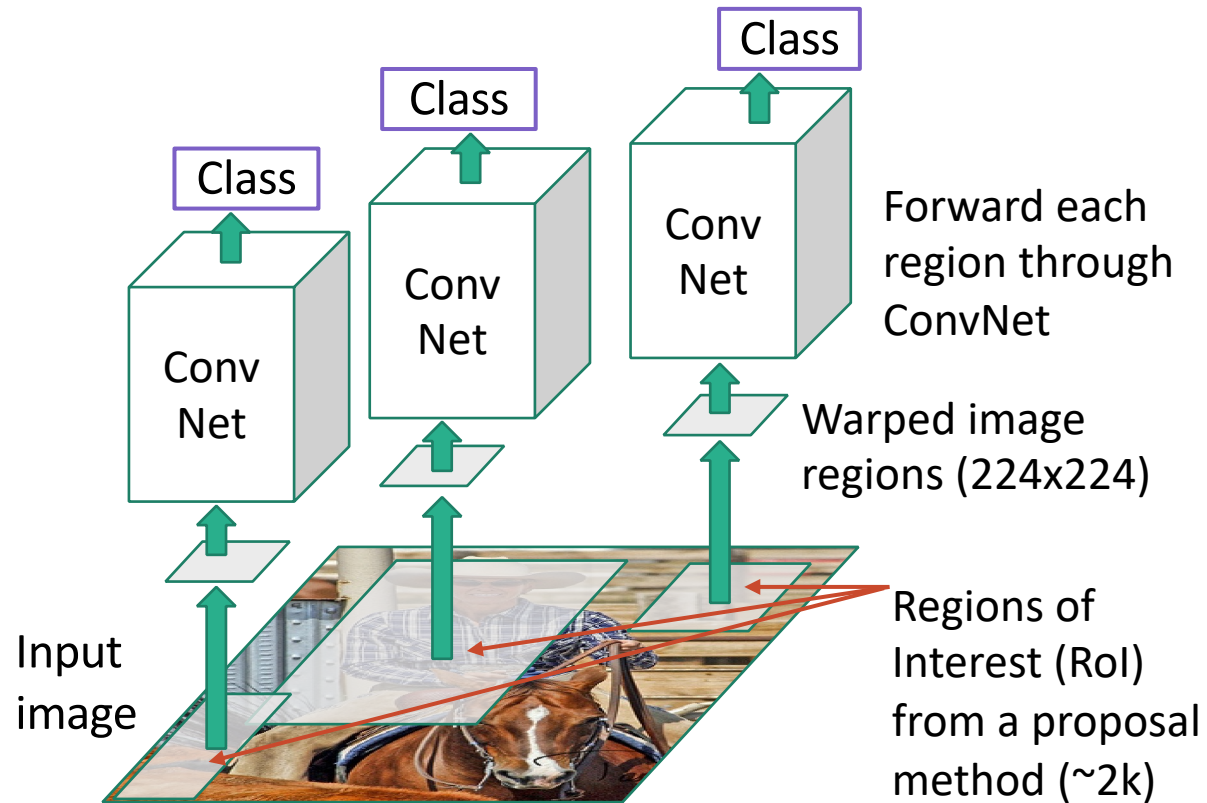 Class
Class
Class
Conv
Net
Conv
Net
Conv
Net
Forward each
region through
ConvNet
Warped image
regions (224x224)
Input
image
Regions of
Interest (RoI)
from a proposal
method (~2k)